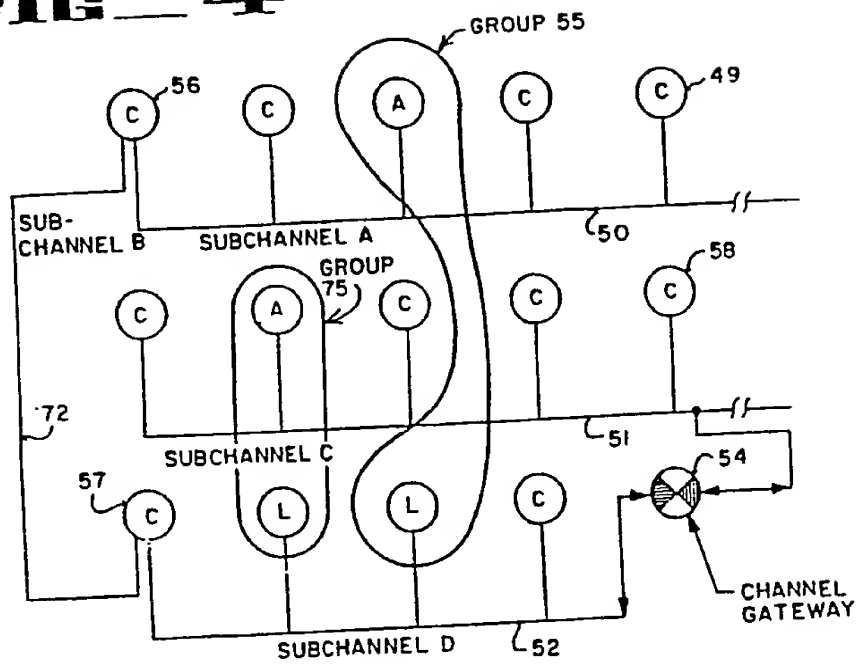 FIG__4
GROUP 55
56
C
C
A
C
C
49
SUB-
CHANNEL B
SUBCHANNEL A
50
GROUP
75
58
C
A
C
C
C
72
SUBCHANNEL C
51
54
57
C
L
L
C
CHANNEL
GATEWAY
SUBCHANNEL D
52